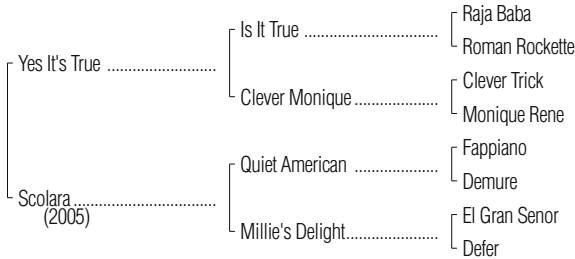 Raja Baba
Is It True
Roman Rockette
Yes It's True
Clever Trick
Clever Monique
Monique Rene
Fappiano
Quiet American
Demure
Scolara
(2005)
El Gran Senor
Millie's Delight
Defer